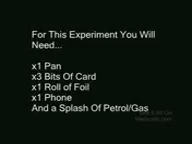 For This Experiment You Will
Need...
x1 Pan
x3 Bits Of Card
x1 Roll of Foil
x1 Phone
And a Splash Of Petrol/Gas